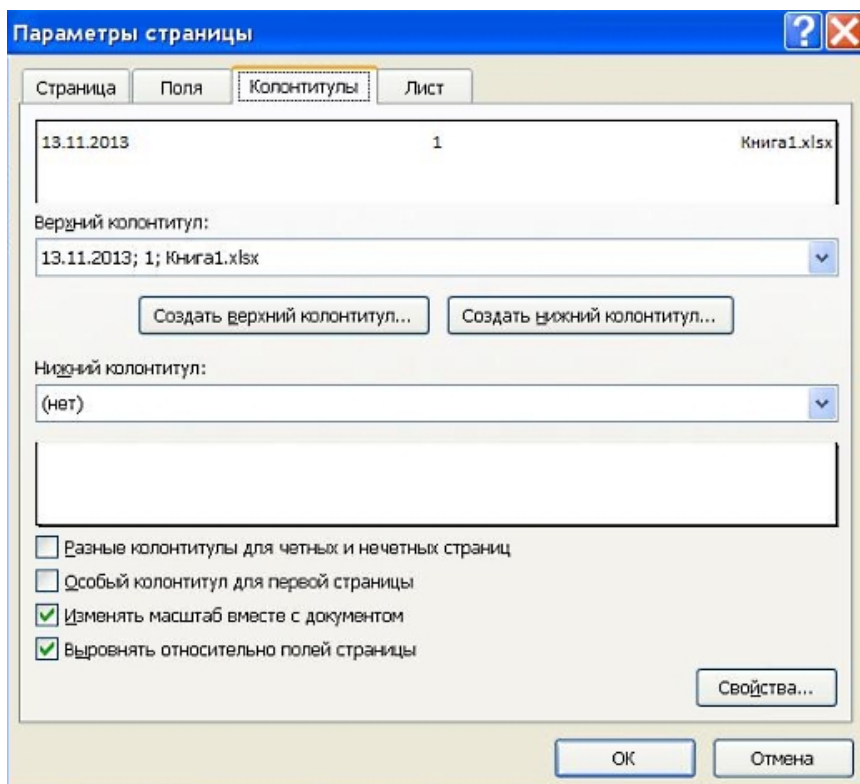 Параметры страницы
Страница Поля Колонтитулы Лист
13.11.2013 1 Книга1.xlsx
Верхний колонтитул:
13.11.2013; 1; Книга1.xlsx
Создать верхний колонтитул... Создать нижний колонтитул...
Нижний колонтитул:
(нет)
Разные колонтитулы для четных и нечетных страниц
Особый колонтитул для первой страницы
Изменять масштаб вместе с документом
Выровнять относительно полей страницы
Свойства...
ОК Отмена